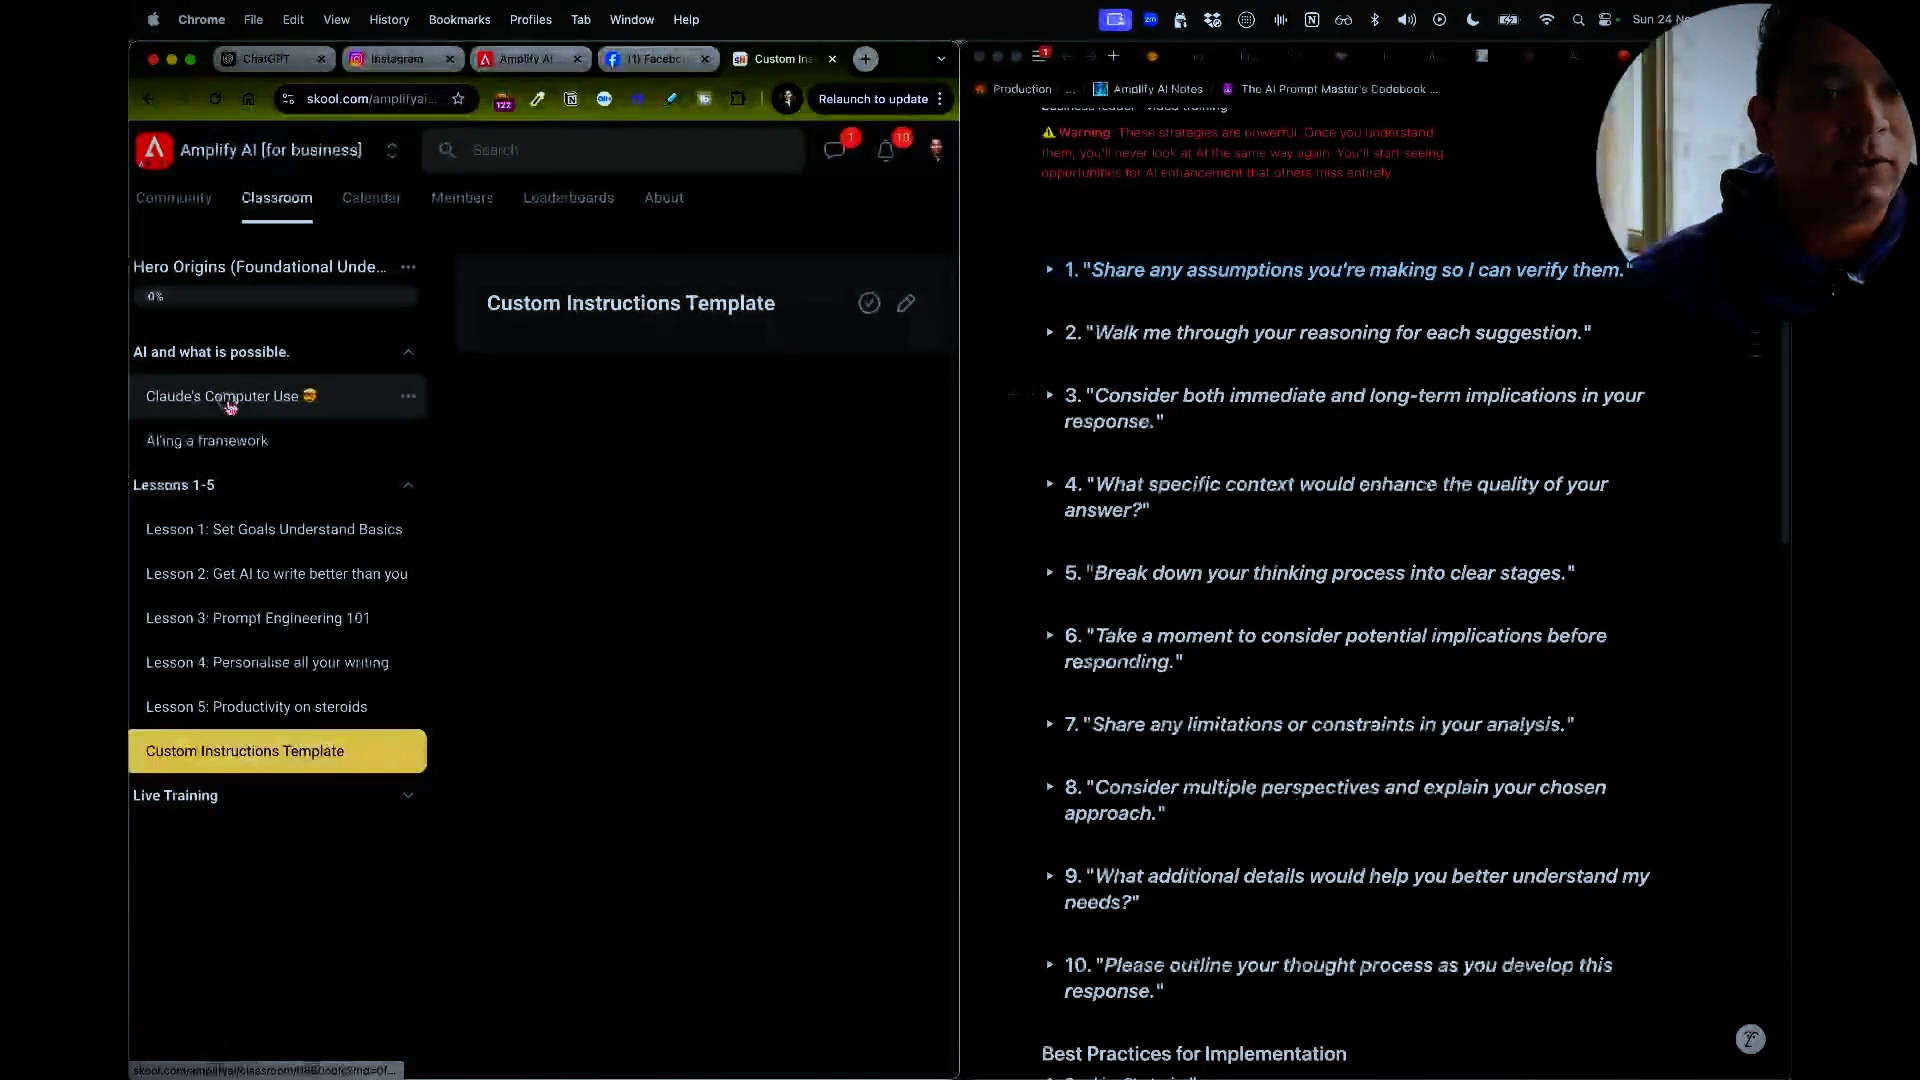 Chrome File Edit View History Bookmarks Profiles Tab Window Help
zm
Sun 24
ChatGPT
Instagram
Amplify AI
(1) Facebo
Custom Ins
skool.com/amplifyai...
122
Relaunch to update
Amplify AI [for business]
Search
1
10
Community Classroom Calendar Members Leaderboards About
Hero Origins (Foundational Unde...
0%
AI and what is possible.
Claude's Computer Use 🤯
AI'ing a framework
Lessons 1-5
Lesson 1: Set Goals Understand Basics
Lesson 2: Get AI to write better than you
Lesson 3: Prompt Engineering 101
Lesson 4: Personalise all your writing
Lesson 5: Productivity on steroids
Custom Instructions Template
Live Training
Custom Instructions Template
1
Production ... Amplify AI Notes The AI Prompt Master's Codebook ...
⚠️ Warning: These strategies are powerful. Once you understand
them, you'll never look at AI the same way again. You'll start seeing
opportunities for AI enhancement that others miss entirely.
1. "Share any assumptions you're making so I can verify them."
2. "Walk me through your reasoning for each suggestion."
3. "Consider both immediate and long-term implications in your
response."
4. "What specific context would enhance the quality of your
answer?"
5. "Break down your thinking process into clear stages."
6. "Take a moment to consider potential implications before
responding."
7. "Share any limitations or constraints in your analysis."
8. "Consider multiple perspectives and explain your chosen
approach."
9. "What additional details would help you better understand my
needs?"
10. "Please outline your thought process as you develop this
response."
Best Practices for Implementation